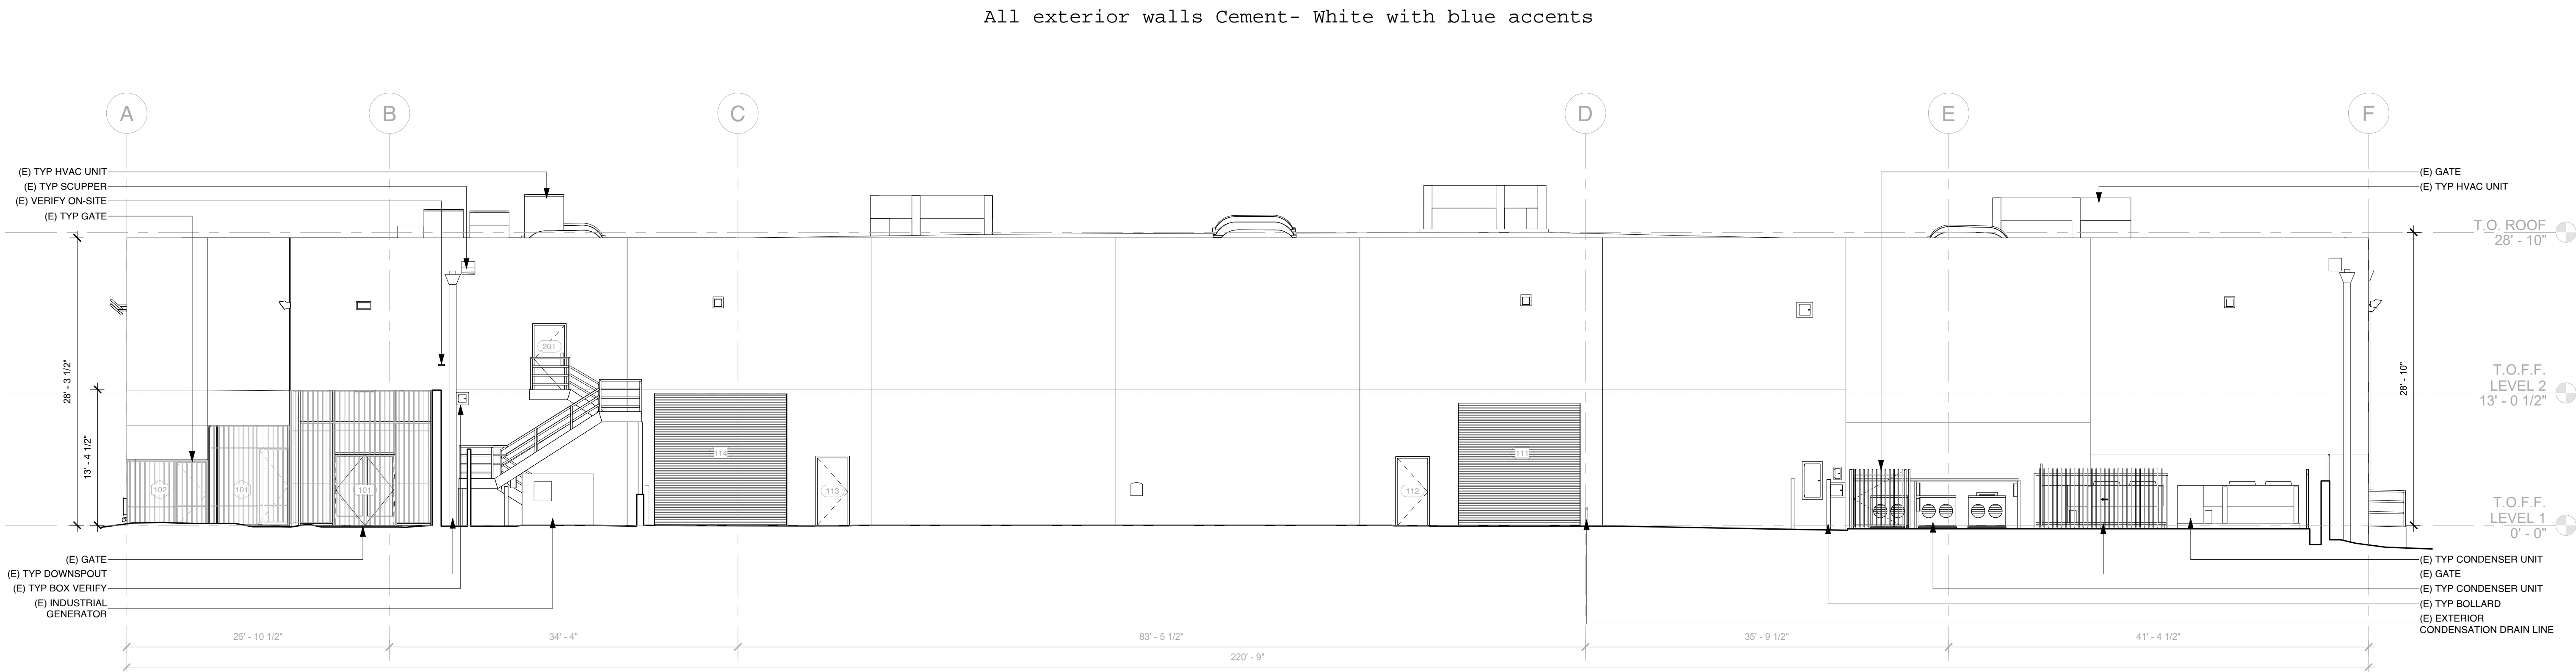 All exterior walls Cement- White with blue accents
A
B
C
D
E
F
(E) TYP HVAC UNIT
(E) TYP SCUPPER
(E) VERIFY ON-SITE
(E) TYP GATE
(E) GATE
(E) TYP HVAC UNIT
T.O. ROOF
28' - 10"
28' - 3 1/2"
13' - 4 1/2"
28' - 10"
T.O.F.F.
LEVEL 2
13' - 0 1/2"
201
114
111
102
101
101
113
112
T.O.F.F.
LEVEL 1
0' - 0"
(E) GATE
(E) TYP DOWNSPOUT
(E) TYP BOX VERIFY
(E) INDUSTRIAL
GENERATOR
(E) TYP CONDENSER UNIT
(E) GATE
(E) TYP CONDENSER UNIT
(E) TYP BOLLARD
(E) EXTERIOR
CONDENSATION DRAIN LINE
25' - 10 1/2"
34' - 4"
83' - 5 1/2"
35' - 9 1/2"
41' - 4 1/2"
220' - 9"